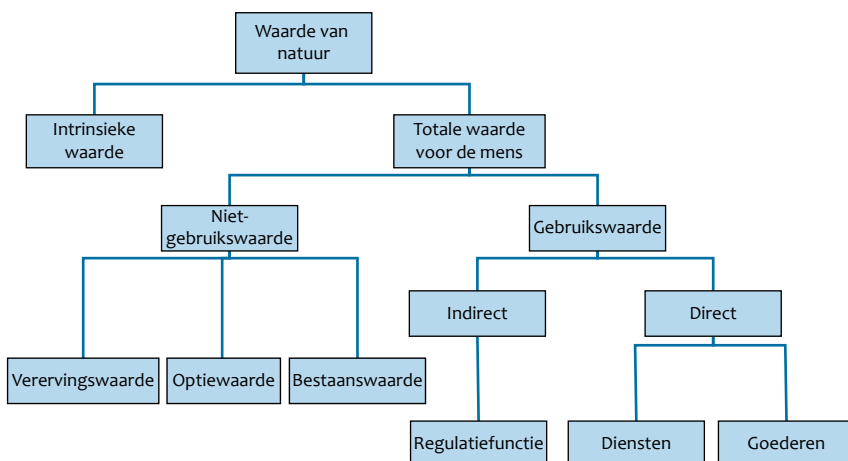 Waarde van
natuur
Intrinsieke
waarde
Totale waarde
voor de mens
Niet-
gebruikswaarde
Gebruikswaarde
Indirect
Direct
Verervingswaarde
Optiewaarde
Bestaanswaarde
Regulatiefunctie
Diensten
Goederen